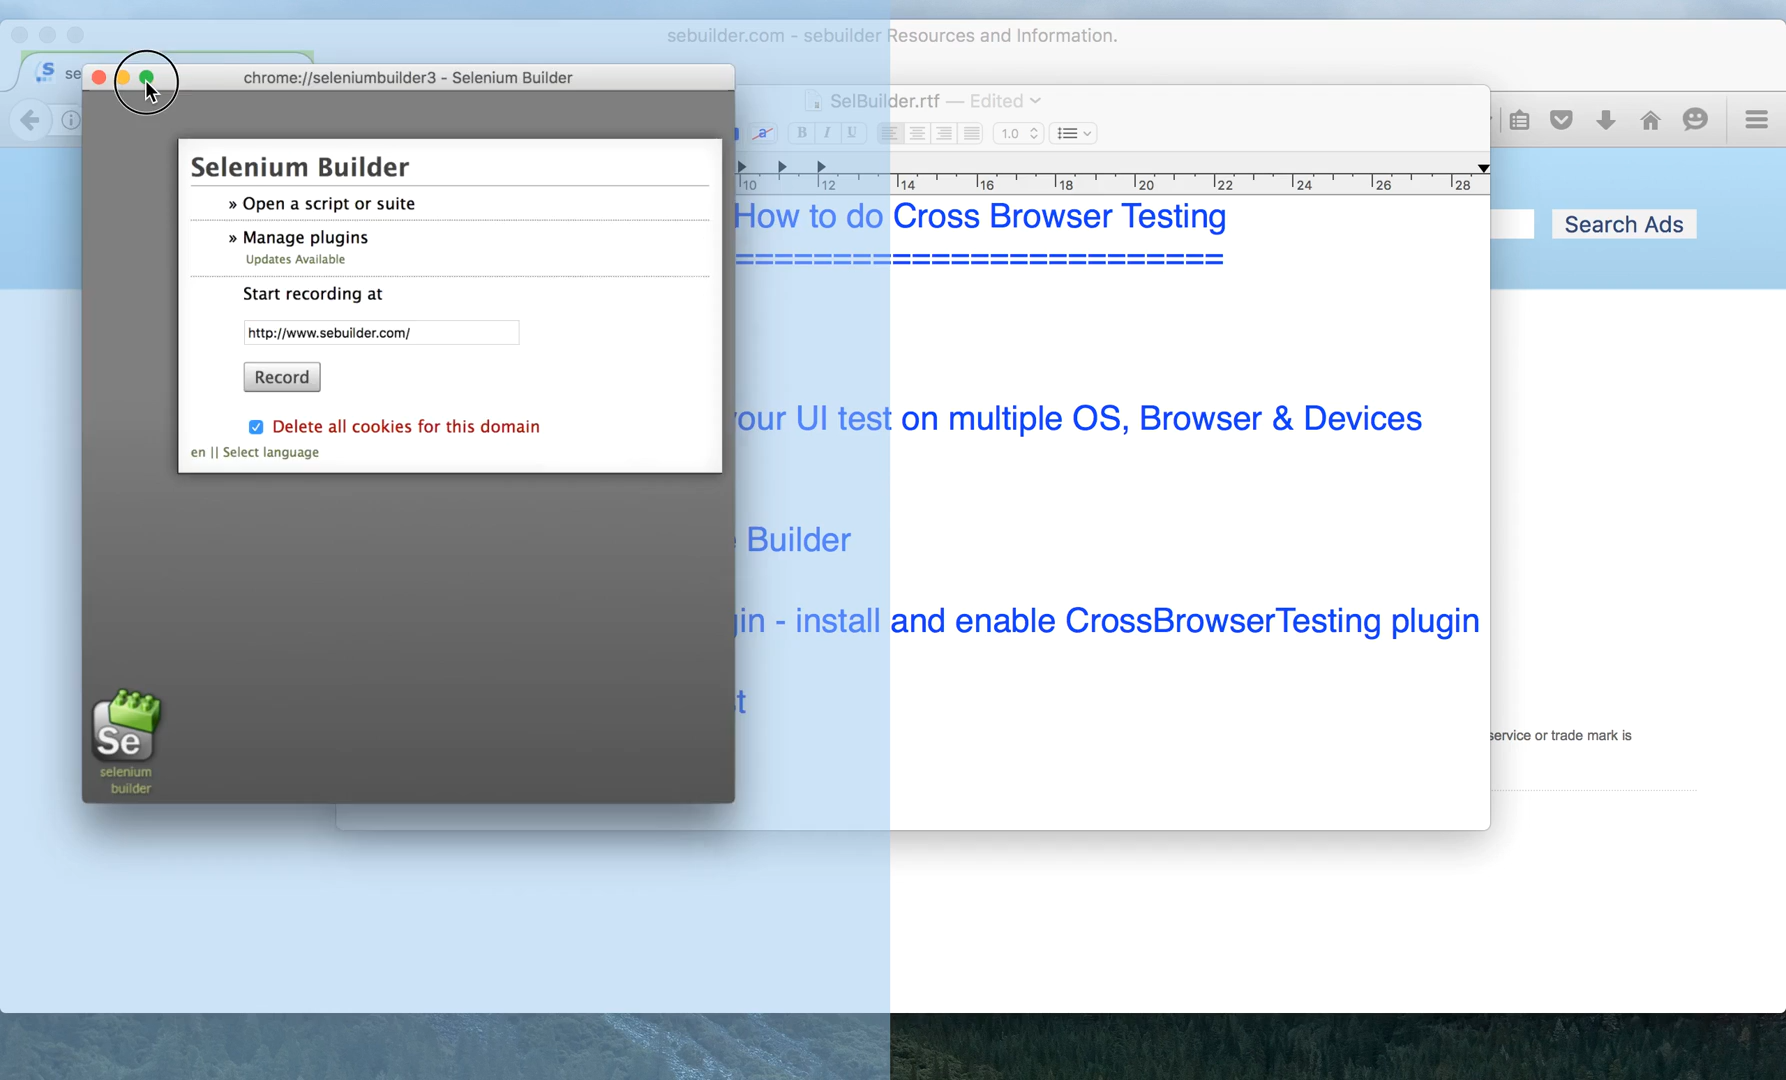 sebuilder.com - sebuilder Resources and Information.
se
chrome://seleniumbuilder3 - Selenium Builder
SelBuilder.rtf — Edited
a B I U 1.0
Selenium Builder
10 12 14 16 18 20 22 24 26 28
» Open a script or suite
How to do Cross Browser Testing
Search Ads
» Manage plugins
Updates Available
=========================
Start recording at
http://www.sebuilder.com/
Record
Delete all cookies for this domain
your UI test on multiple OS, Browser & Devices
en || Select language
Builder
- install and enable CrossBrowserTesting plugin
Se
selenium
builder
service or trade mark is